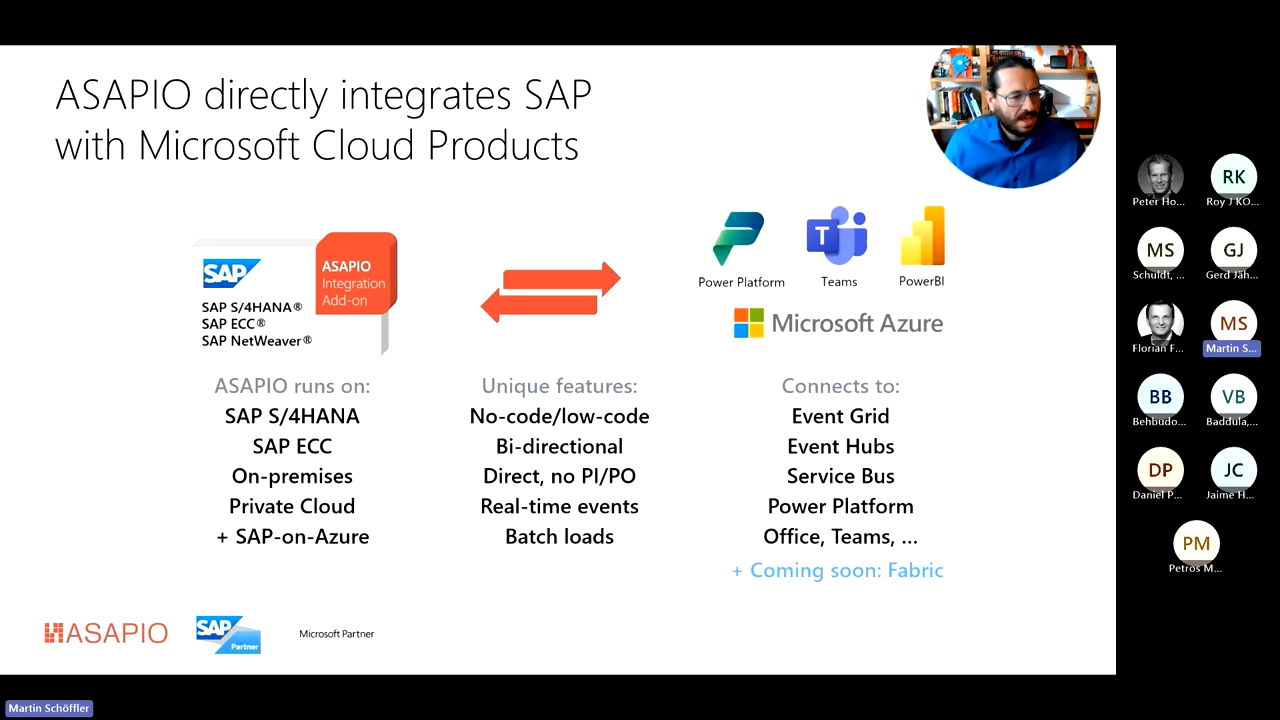 ASAPIO directly integrates SAP
with Microsoft Cloud Products
SAP
SAP S/4HANA®
SAP ECC®
SAP NetWeaver®
ASAPIO
Integration
Add-on
T
Power Platform
Teams
PowerBI
Microsoft Azure
ASAPIO runs on:
SAP S/4HANA
SAP ECC
On-premises
Private Cloud
+ SAP-on-Azure
Unique features:
No-code/low-code
Bi-directional
Direct, no PI/PO
Real-time events
Batch loads
Connects to:
Event Grid
Event Hubs
Service Bus
Power Platform
Office, Teams, ...
+ Coming soon: Fabric
ASAPIO
SAP
Partner
Microsoft Partner
Peter Ho...
RK
Roy J KO...
MS
Schuldt, ...
GJ
Gerd Jäh...
Florian F...
MS
Martin S...
BB
Behbudo...
VB
Baddula,...
DP
Daniel P...
JC
Jaime H...
PM
Petros M...
Martin Schöffler